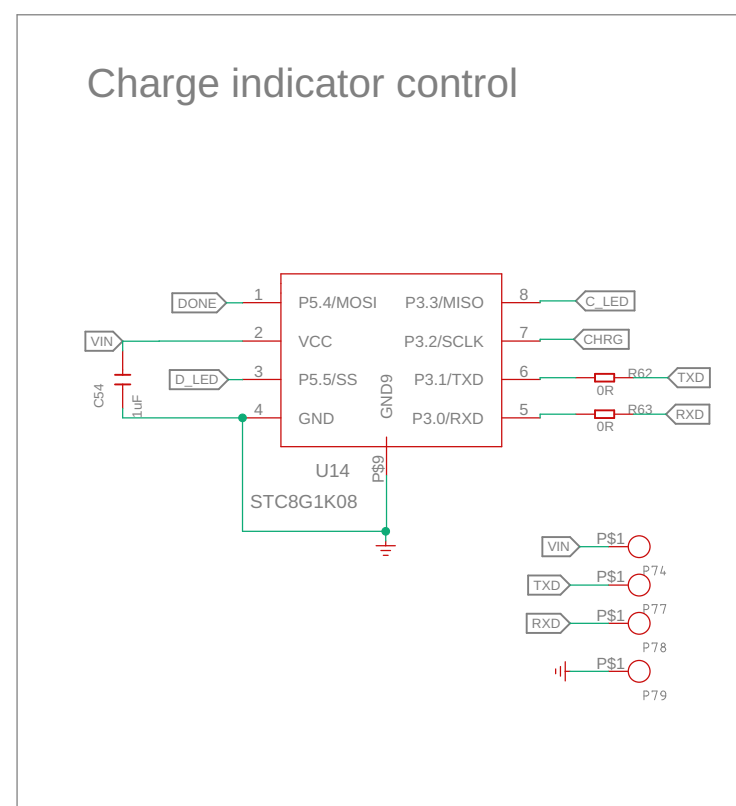 Charge indicator control
DONE 1 P5.4/MOSI P3.3/MISO 8 C_LED
VIN 2 VCC P3.2/SCLK 7 CHRG
D_LED 3 P5.5/SS P3.1/TXD 6 R62 0R TXD
C54 1uF
4 GND GND9 P3.0/RXD 5 R63 0R RXD
U14 P$9
STC8G1K08
VIN P$1 P74
TXD P$1 P77
RXD P$1 P78
P$1 P79